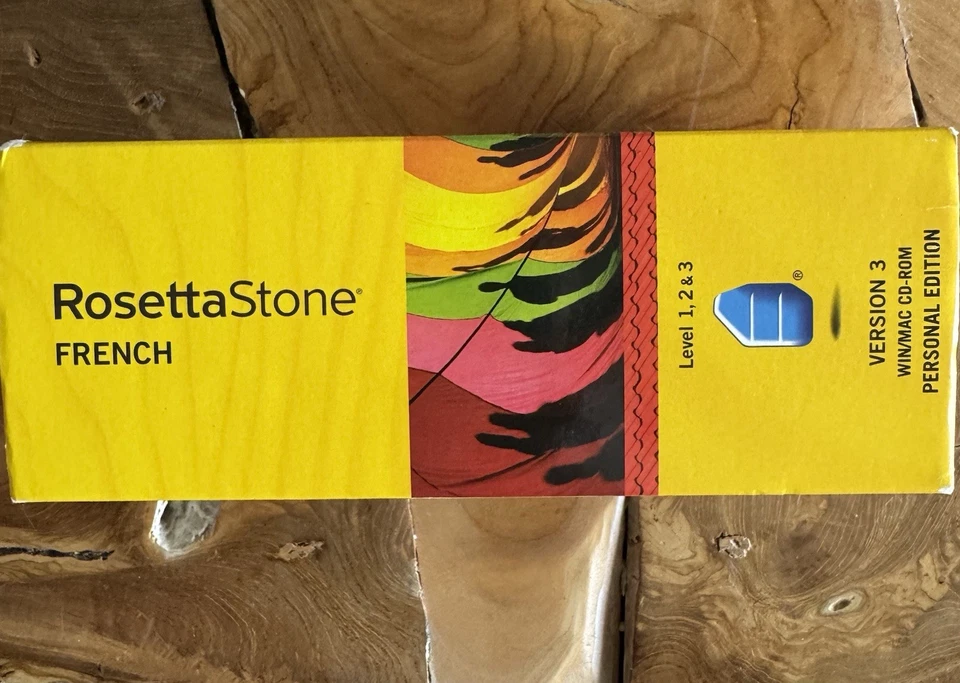 RosettaStone®
FRENCH
Level 1, 2 & 3
®
VERSION 3
WIN/MAC CD-ROM
PERSONAL EDITION